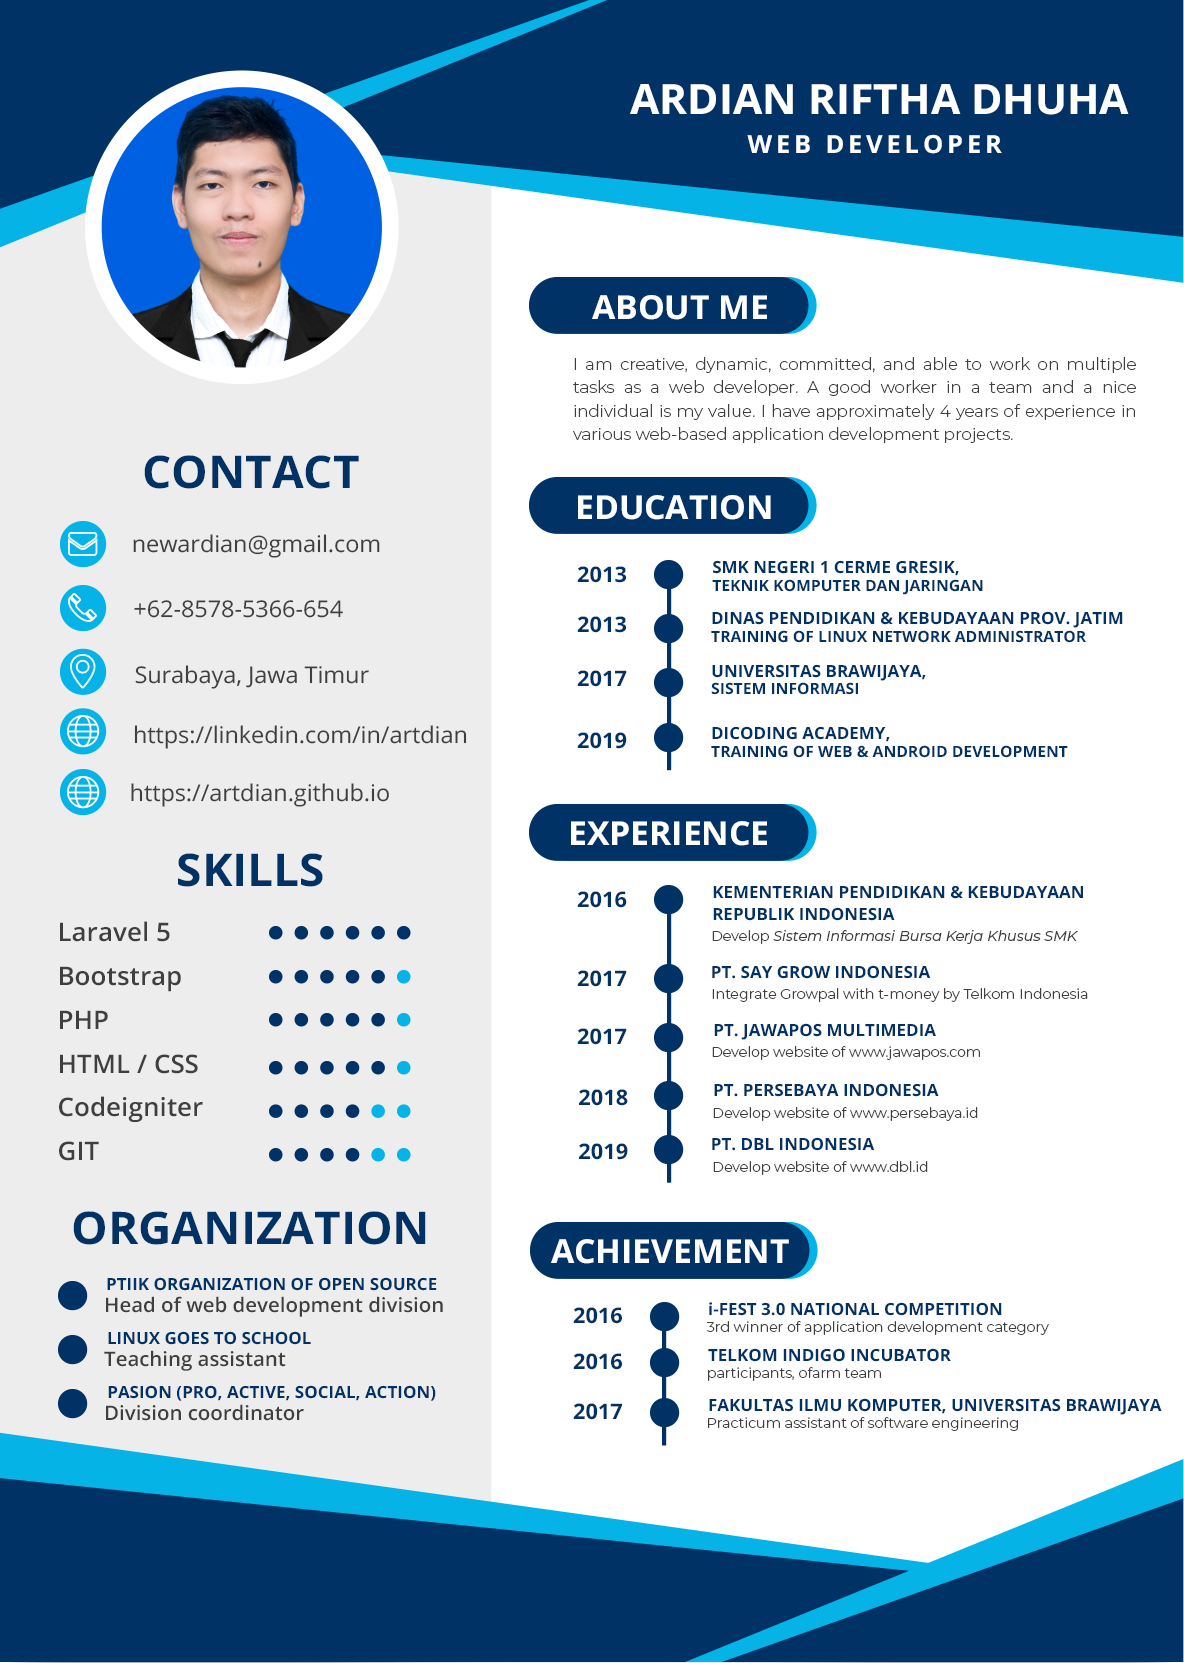 ARDIAN RIFTHA DHUHA
WEB DEVELOPER
CONTACT
newardian@gmail.com
+62-8578-5366-654
Surabaya, Jawa Timur
https://linkedin.com/in/artdian
https://artdian.github.io
SKILLS
Laravel 5
Bootstrap
PHP
HTML / CSS
Codeigniter
GIT
ORGANIZATION
PTIIK ORGANIZATION OF OPEN SOURCE
Head of web development division
LINUX GOES TO SCHOOL
Teaching assistant
PASION (PRO, ACTIVE, SOCIAL, ACTION)
Division coordinator
ABOUT ME
I am creative, dynamic, committed, and able to work on multiple
tasks as a web developer. A good worker in a team and a nice
individual is my value. I have approximately 4 years of experience in
various web-based application development projects.
EDUCATION
2013 SMK NEGERI 1 CERME GRESIK,
TEKNIK KOMPUTER DAN JARINGAN
2013 DINAS PENDIDIKAN & KEBUDAYAAN PROV. JATIM
TRAINING OF LINUX NETWORK ADMINISTRATOR
2017 UNIVERSITAS BRAWIJAYA,
SISTEM INFORMASI
2019 DICODING ACADEMY,
TRAINING OF WEB & ANDROID DEVELOPMENT
EXPERIENCE
2016 KEMENTERIAN PENDIDIKAN & KEBUDAYAAN
REPUBLIK INDONESIA
Develop Sistem Informasi Bursa Kerja Khusus SMK
2017 PT. SAY GROW INDONESIA
Integrate Growpal with t-money by Telkom Indonesia
2017 PT. JAWAPOS MULTIMEDIA
Develop website of www.jawapos.com
2018 PT. PERSEBAYA INDONESIA
Develop website of www.persebaya.id
2019 PT. DBL INDONESIA
Develop website of www.dbl.id
ACHIEVEMENT
2016 i-FEST 3.0 NATIONAL COMPETITION
3rd winner of application development category
2016 TELKOM INDIGO INCUBATOR
participants, ofarm team
2017 FAKULTAS ILMU KOMPUTER, UNIVERSITAS BRAWIJAYA
Practicum assistant of software engineering